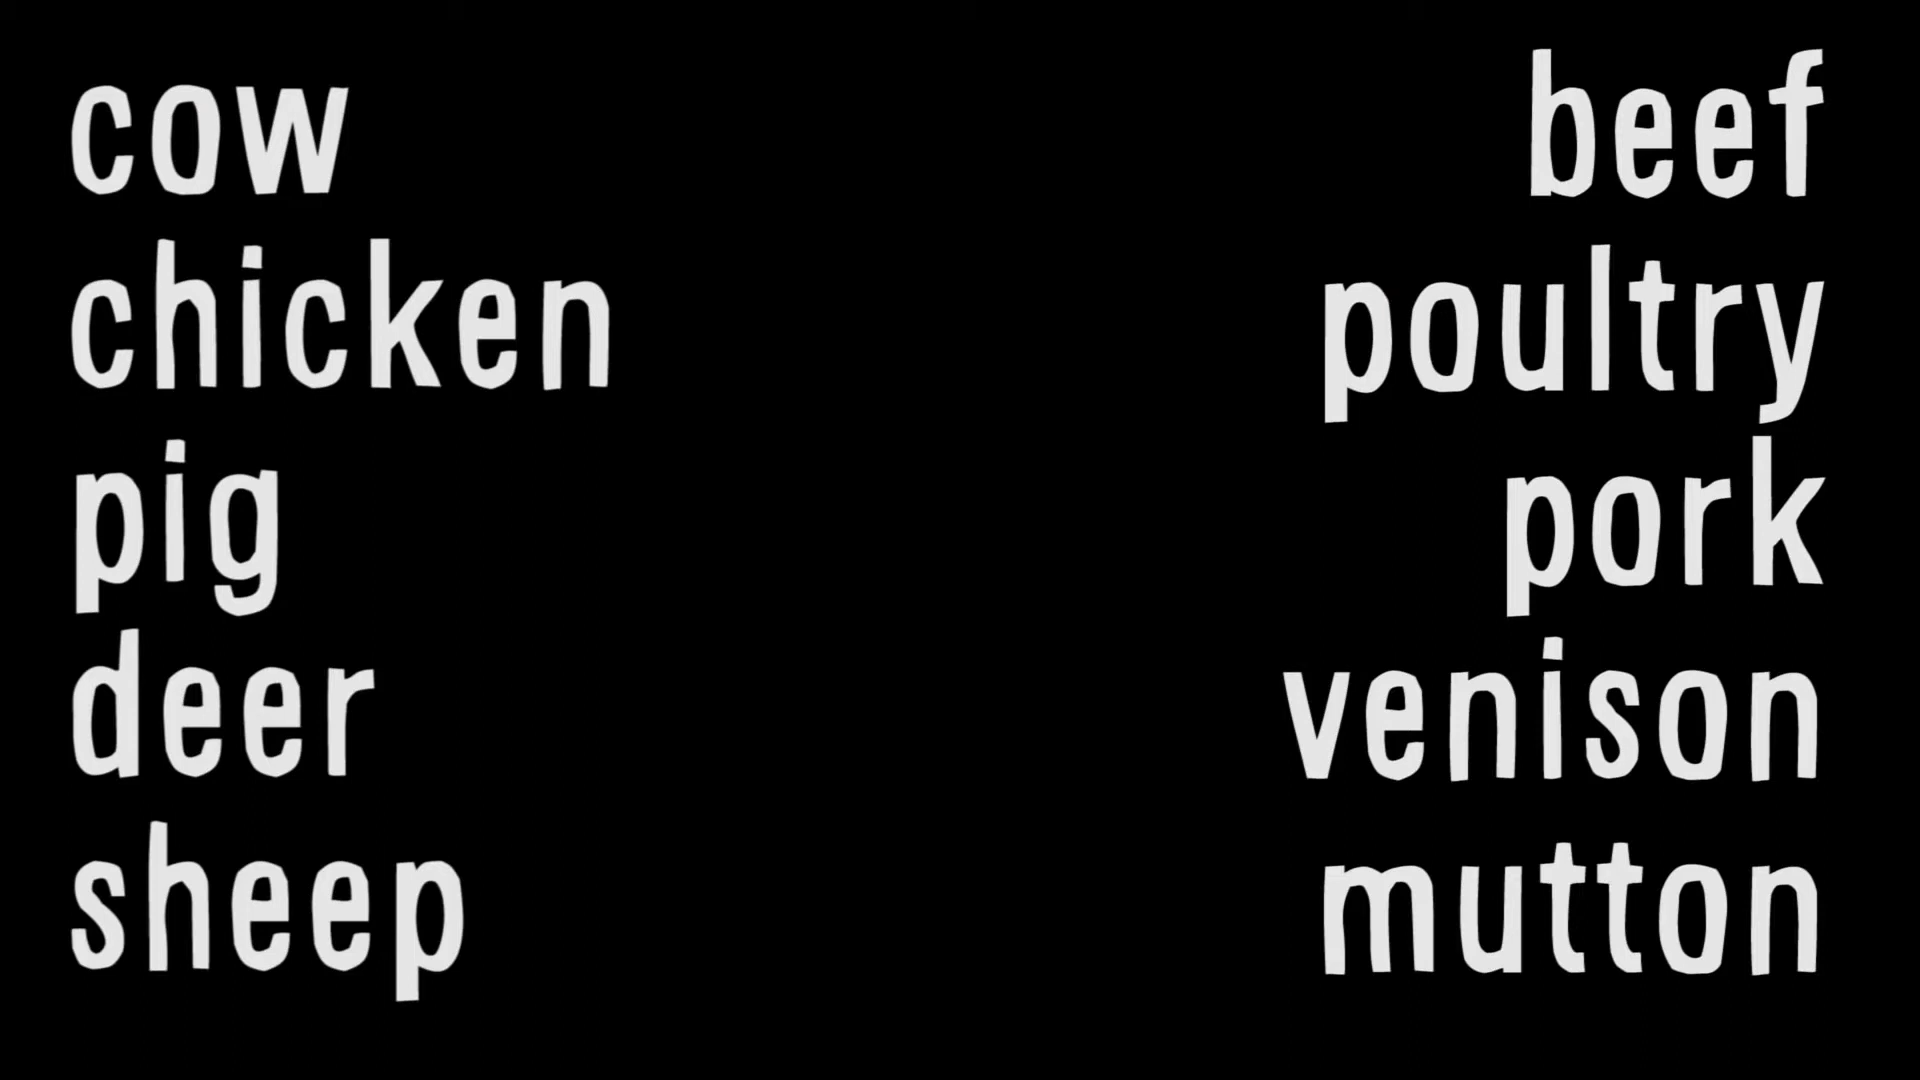 cow beef
chicken poultry
pig pork
deer venison
sheep mutton